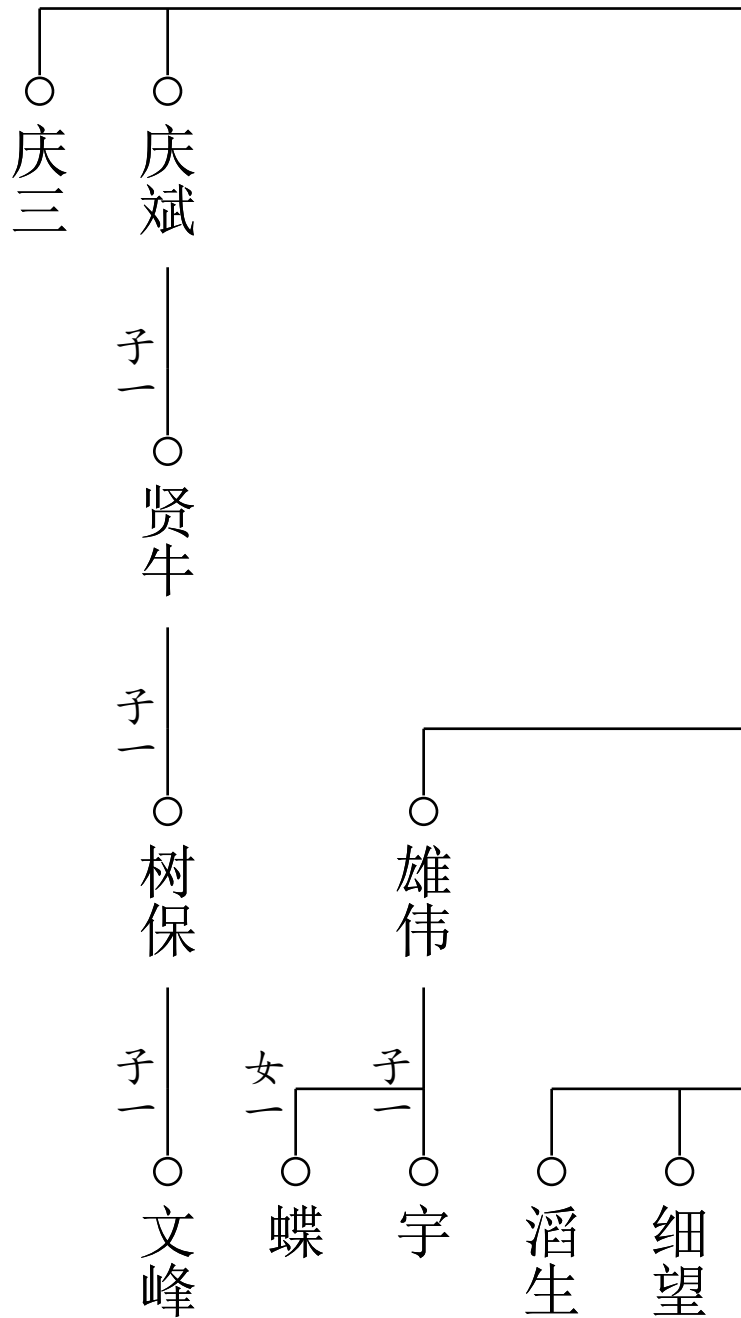 庆三
庆斌
子一
贤牛
子一
树保
雄伟
子一
女一
子一
文峰
蝶
宇
滔生
细望